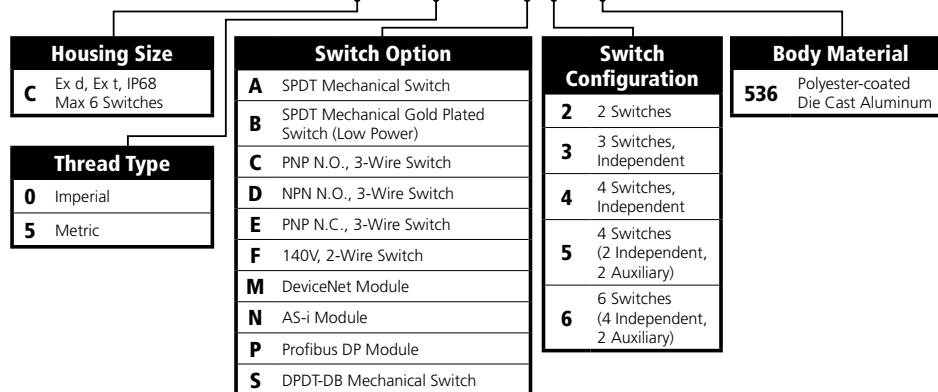 Housing Size
C Ex d, Ex t, IP68
Max 6 Switches
Thread Type
0 Imperial
5 Metric
Switch Option
A SPDT Mechanical Switch
B SPDT Mechanical Gold Plated
Switch (Low Power)
C PNP N.O., 3-Wire Switch
D NPN N.O., 3-Wire Switch
E PNP N.C., 3-Wire Switch
F 140V, 2-Wire Switch
M DeviceNet Module
N AS-i Module
P Profibus DP Module
S DPDT-DB Mechanical Switch
Switch
Configuration
2 2 Switches
3 3 Switches,
Independent
4 4 Switches,
Independent
5 4 Switches
(2 Independent,
2 Auxiliary)
6 6 Switches
(4 Independent,
2 Auxiliary)
Body Material
536 Polyester-coated
Die Cast Aluminum